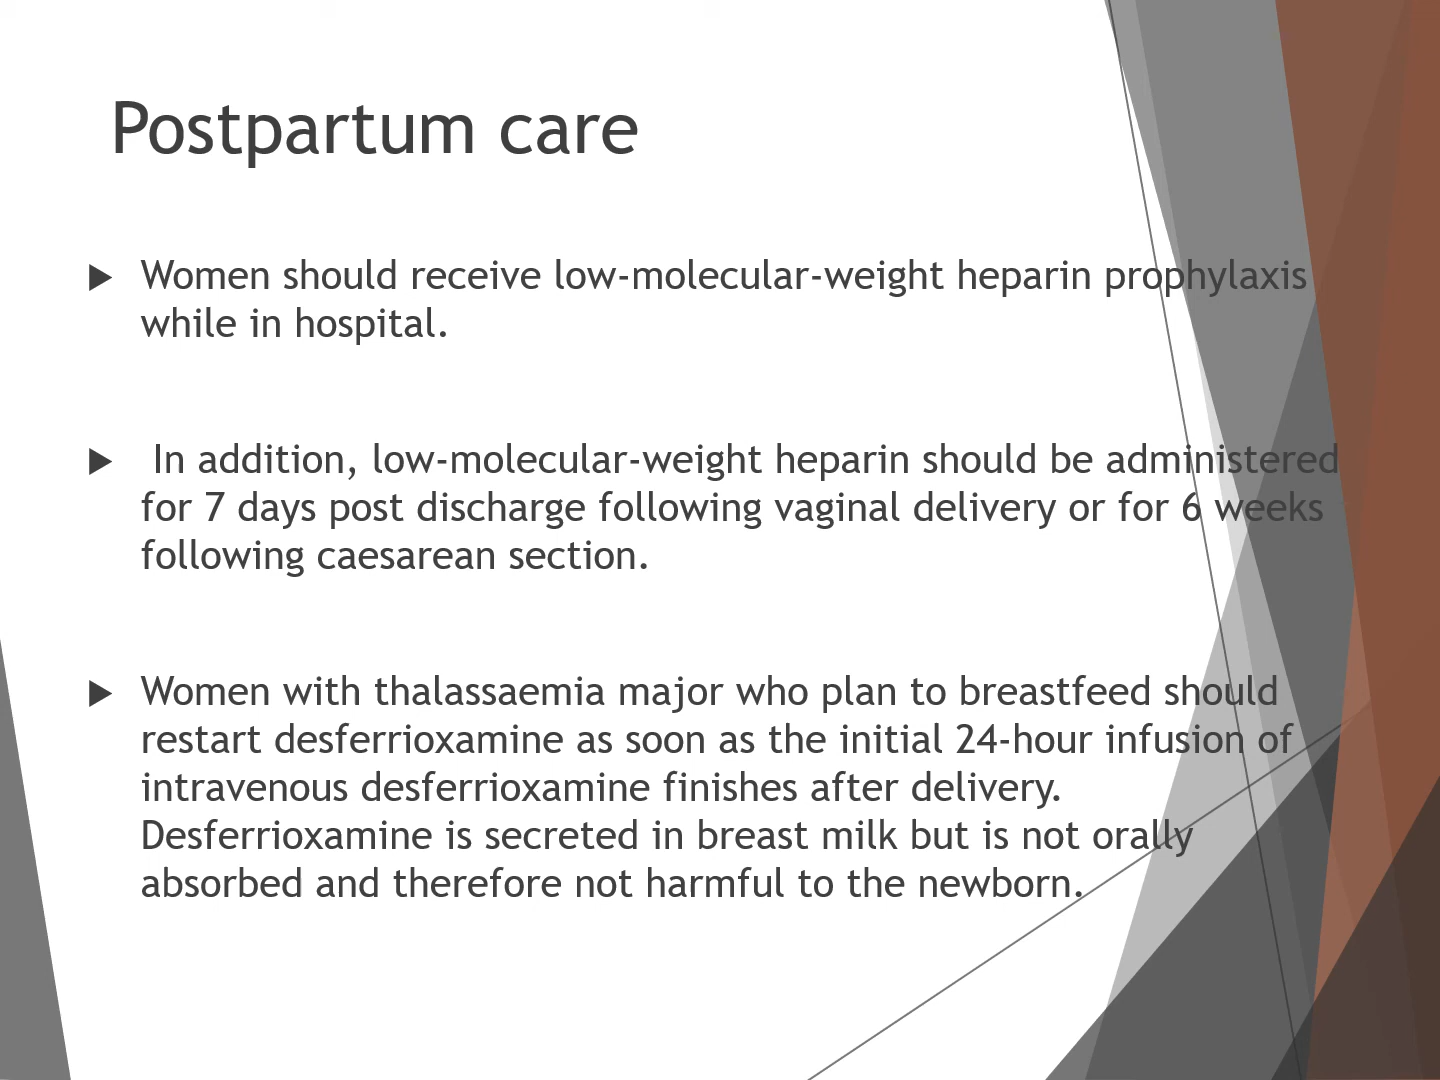 Postpartum care
Women should receive low-molecular-weight heparin prophylaxis
while in hospital.
In addition, low-molecular-weight heparin should be administered
for 7 days post discharge following vaginal delivery or for 6 weeks
following caesarean section.
Women with thalassaemia major who plan to breastfeed should
restart desferrioxamine as soon as the initial 24-hour infusion of
intravenous desferrioxamine finishes after delivery.
Desferrioxamine is secreted in breast milk but is not orally
absorbed and therefore not harmful to the newborn.